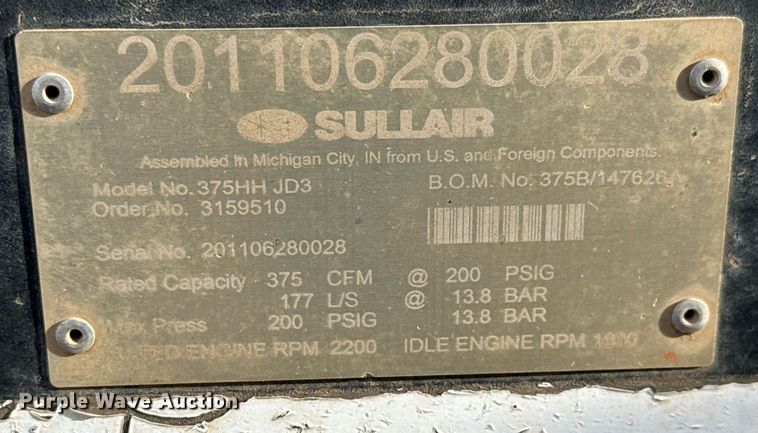 201106280028
SULLAIR
Assembled In Michigan City, IN from U.S. and Foreign Components.
Model No. 375HH JD3 B.O.M. No. 375B/147626A
Order No. 3159510
Serial No. 201106280028
Rated Capacity 375 CFM @ 200 PSIG
177 L/S @ 13.8 BAR
Max Press 200 PSIG 13.8 BAR
ENGINE RPM 2200 IDLE ENGINE RPM
Purple Wave Auction